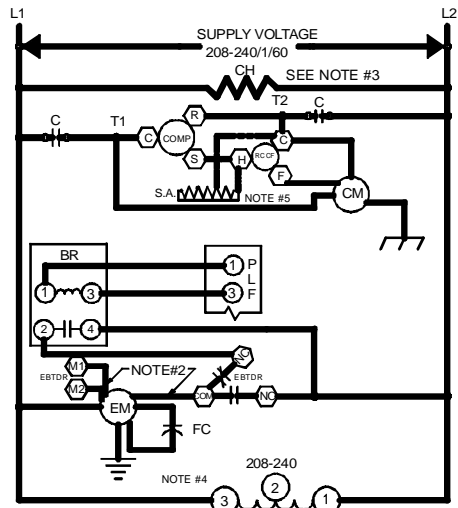 L1 L2
SUPPLY VOLTAGE
208-240/1/60
CH SEE NOTE #3
C T1 C COMP R S T2 C
H RCCF C F
S.A. NOTE #5 CM
BR
1 3 1 P
L
3 F
2 4
M1 NOTE#2 NC
EBTDR EBTDR
M2 COM NO
EM
FC
NOTE #4 208-240
3 2 1